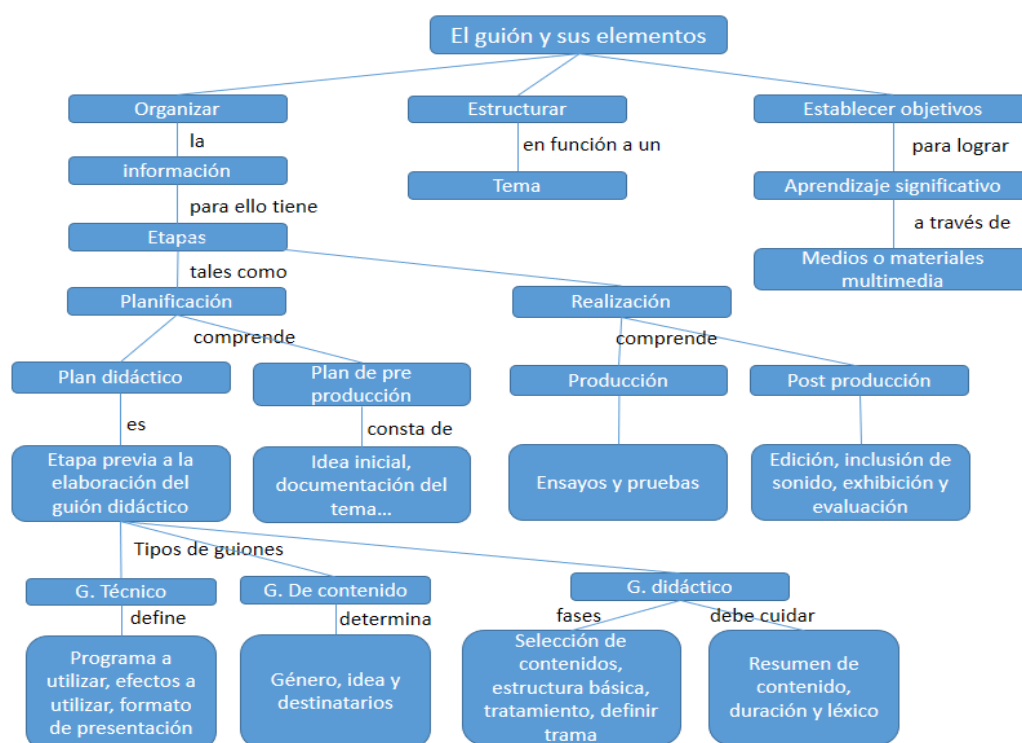 El guión y sus elementos
Organizar
Estructurar
Establecer objetivos
la
en función a un
para lograr
información
Tema
Aprendizaje significativo
para ello tiene
a través de
Etapas
Medios o materiales
multimedia
tales como
Planificación
Realización
comprende
comprende
Plan didáctico
Plan de pre
producción
Producción
Post producción
es
consta de
Etapa previa a la
elaboración del
guión didáctico
Idea inicial,
documentación del
tema...
Ensayos y pruebas
Edición, inclusión de
sonido, exhibición y
evaluación
Tipos de guiones
G. Técnico
G. De contenido
G. didáctico
define
determina
fases
debe cuidar
Programa a
utilizar, efectos a
utilizar, formato
de presentación
Género, idea y
destinatarios
Selección de
contenidos,
estructura básica,
tratamiento, definir
trama
Resumen de
contenido,
duración y léxico